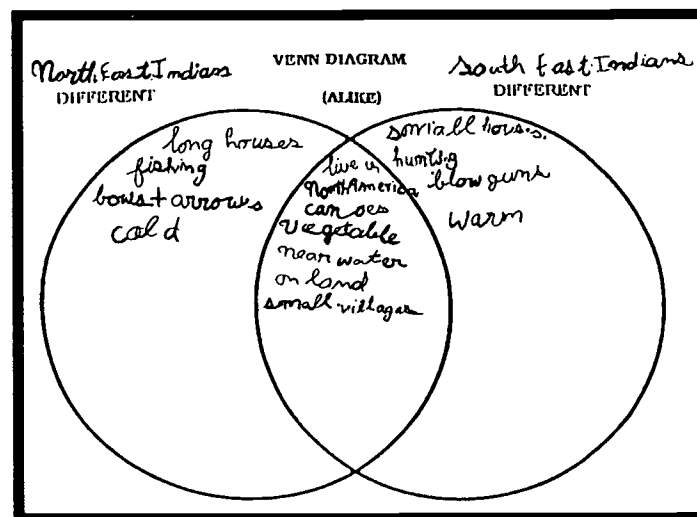 North East Indians
DIFFERENT
VENN DIAGRAM
(ALIKE)
South East Indians
DIFFERENT
long houses
fishing
bows + arrows
cold
live in
North America
canoes
vegetable
near water
on land
small villages
small houses.
hunting
blow guns
warm